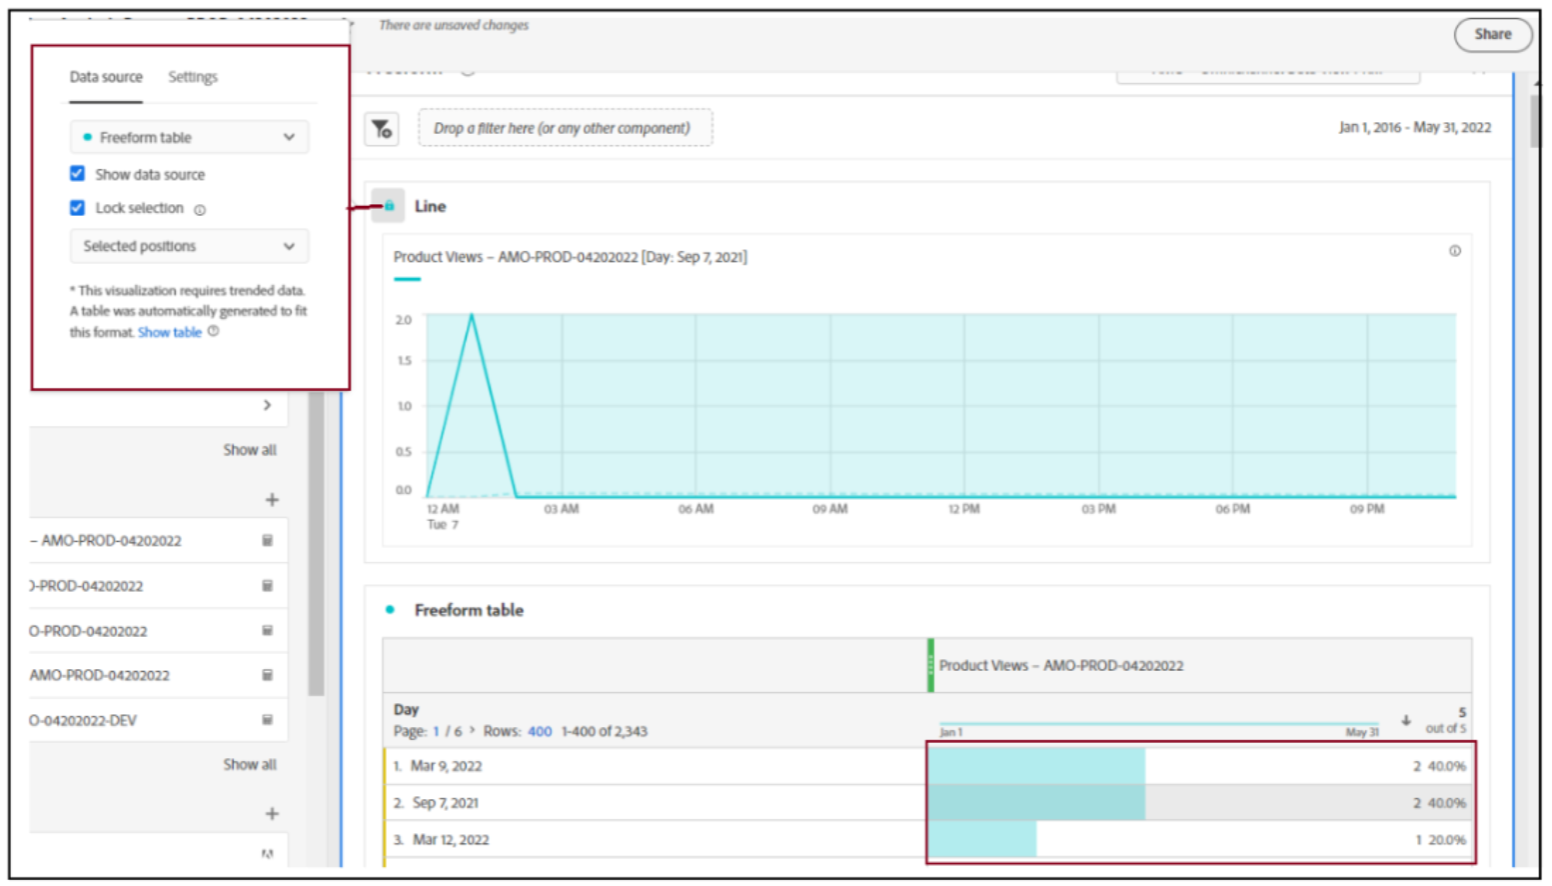 There are unsaved changes
Share
Data source Settings
Freeform table
Show data source
Lock selection
Selected positions
* This visualization requires trended data.
A table was automatically generated to fit
this format. Show table
Drop a filter here (or any other component)
Jan 1, 2016 - May 31, 2022
Line
Product Views – AMO-PROD-04202022 [Day: Sep 7, 2021]
2.0
1.5
1.0
0.5
0.0
12 AM 03 AM 06 AM 09 AM 12 PM 03 PM 06 PM 09 PM
Tue 7
Show all
– AMO-PROD-04202022
O-PROD-04202022
O-PROD-04202022
AMO-PROD-04202022
O-04202022-DEV
Show all
Freeform table
Product Views – AMO-PROD-04202022
Day
Page: 1 / 6 > Rows: 400 1-400 of 2,343
Jan 1 May 31
5
out of 5
1. Mar 9, 2022 2 40.0%
2. Sep 7, 2021 2 40.0%
3. Mar 12, 2022 1 20.0%